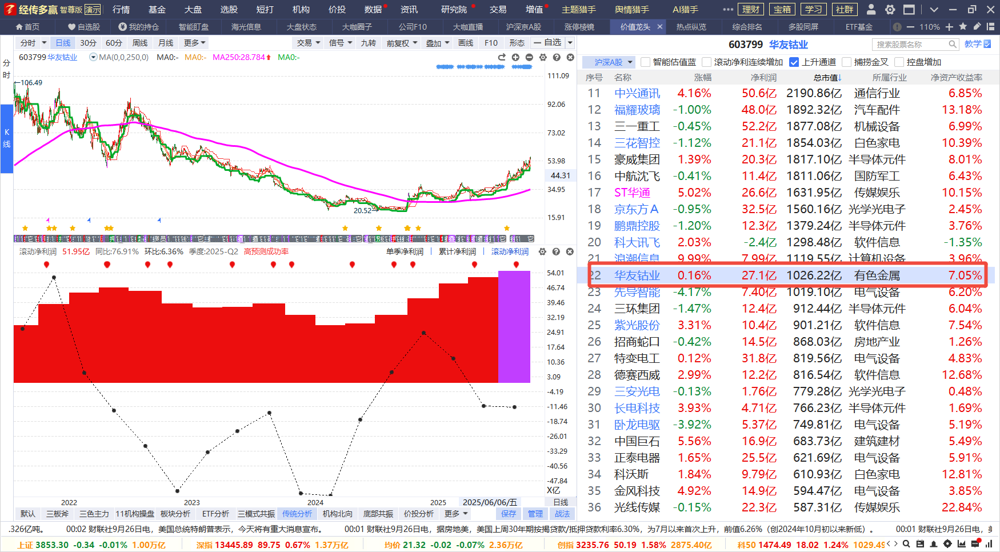 经传多赢 智尊版 演示 行情 基金 大盘 选股 短打 机构 价投 数据 资讯 研究院 交易 增值 主题猎手 舆情猎手 AI猎手 理财 宝箱 学习 社群
首页 自选股 我的持仓 智能盯盘 海光信息 大盘状态 大咖圈子 公司F10 大咖直播 沪深京A股 涨停棱镜 价值龙头 热点纵览 综合排名 多股同屏 ETF基金 110%
分时 日线 30分 60分 周线 月线 更多 交易 信号 九转 前复权 叠加 画线 F10 形态 自选
603799 华友钴业 搜索股票名称 教学
603799 华友钴业 MA(0,0,250,0) MA0:- MA0:- MA250:28.784 MA0:-
沪深A股 智能估值蓝 滚动净利连续增加 上升通道 捕捞金叉 控盘增加
分时
K线
106.49
20.52
111.09
92.06
73.02
53.98
44.31
34.95
15.91
滚动净利润 51.95亿 同比:76.91% 环比:6.36% 季度:2025-Q2 高预测成功率 单季净利润 累计净利润 滚动净利润
54.01
46.74
39.46
32.19
24.91
17.64
10.36
3.09
-4.19
-11.46
-18.74
-26.01
-33.29
-40.56
-47.84
X亿
2022 2023 2024 2025 2025/06/06/五 日线
默认 三板斧 三色主力 11机构操盘 板块分析 ETF分析 三模式共振 传统分析 机构北向 底部共振 价投分析 更多 保存 管理 战法
序号 名称 涨幅 净利润 总市值↓ 所属行业 净资产收益率
11 中兴通讯 4.16% 50.6亿 2190.86亿 通信行业 6.85%
12 福耀玻璃 -1.00% 48.0亿 1892.32亿 汽车配件 13.18%
13 三一重工 -0.45% 52.2亿 1877.08亿 机械设备 6.99%
14 三花智控 -1.12% 21.1亿 1854.03亿 白色家电 10.39%
15 豪威集团 1.39% 20.3亿 1817.10亿 半导体元件 8.01%
16 中航沈飞 -0.41% 11.4亿 1811.06亿 国防军工 6.43%
17 ST华通 5.02% 26.6亿 1631.95亿 传媒娱乐 10.15%
18 京东方A -0.95% 32.5亿 1560.16亿 光学光电子 2.45%
19 鹏鼎控股 -1.20% 12.3亿 1379.24亿 半导体元件 3.76%
20 科大讯飞 2.03% -2.4亿 1298.48亿 软件信息 -1.35%
21 浪潮信息 9.99% 7.99亿 1119.55亿 计算机设备 3.96%
22 华友钴业 0.16% 27.1亿 1026.22亿 有色金属 7.05%
23 先导智能 -4.17% 7.40亿 1019.10亿 电气设备 6.20%
24 三环集团 -1.47% 12.4亿 912.44亿 半导体元件 6.04%
25 紫光股份 3.31% 10.4亿 901.21亿 软件信息 7.54%
26 招商蛇口 -0.42% 14.5亿 868.03亿 房地产业 1.26%
27 特变电工 0.12% 31.8亿 819.56亿 电气设备 4.83%
28 德赛西威 2.99% 12.2亿 816.54亿 软件信息 12.68%
29 三安光电 -0.13% 1.76亿 779.28亿 光学光电子 0.48%
30 长电科技 3.93% 4.71亿 766.23亿 半导体元件 1.69%
31 卧龙电驱 -3.92% 5.37亿 749.81亿 电气设备 5.19%
32 中国巨石 5.56% 16.9亿 683.73亿 建筑建材 5.49%
33 正泰电器 1.65% 25.5亿 621.69亿 电气设备 5.91%
34 科沃斯 1.84% 9.79亿 610.93亿 白色家电 12.81%
35 金风科技 4.92% 14.9亿 594.47亿 电气设备 3.85%
36 光线传媒 -0.15% 22.3亿 587.31亿 传媒娱乐 22.84%
.326亿吨。 00:02 财联社9月26日电，美国总统特朗普表示，今天将有重大消息宣布。 00:01 财联社9月26日电，据房地美，美国上周30年期按揭贷款/抵押贷款利率6.30%，为7月以来首次上升，前值6.26%（创2024年10月初以来新低）。 00:01 财联社9月26日电，
上证 3853.30 -0.34 -0.01% 1.00万亿 深指 13445.89 89.75 0.67% 1.37万亿 均价 21.32 -0.02 -0.07% 2.36万亿 创指 3235.76 50.19 1.58% 2875.40亿 科50 1474.49 18.02 1.24% 1029.49